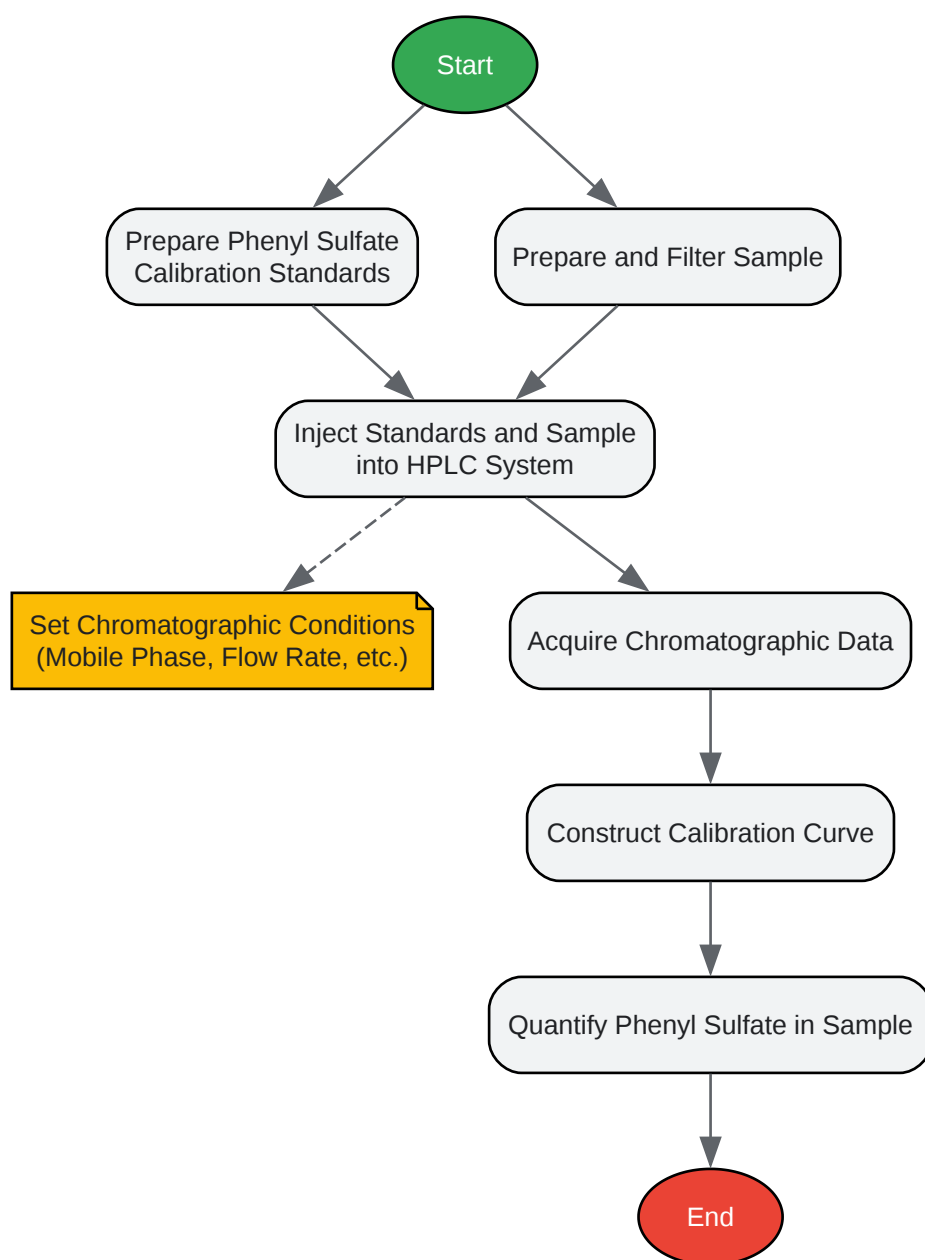 Start
Prepare Phenyl Sulfate
Calibration Standards
Prepare and Filter Sample
Inject Standards and Sample
into HPLC System
Set Chromatographic Conditions
(Mobile Phase, Flow Rate, etc.)
Acquire Chromatographic Data
Construct Calibration Curve
Quantify Phenyl Sulfate in Sample
End